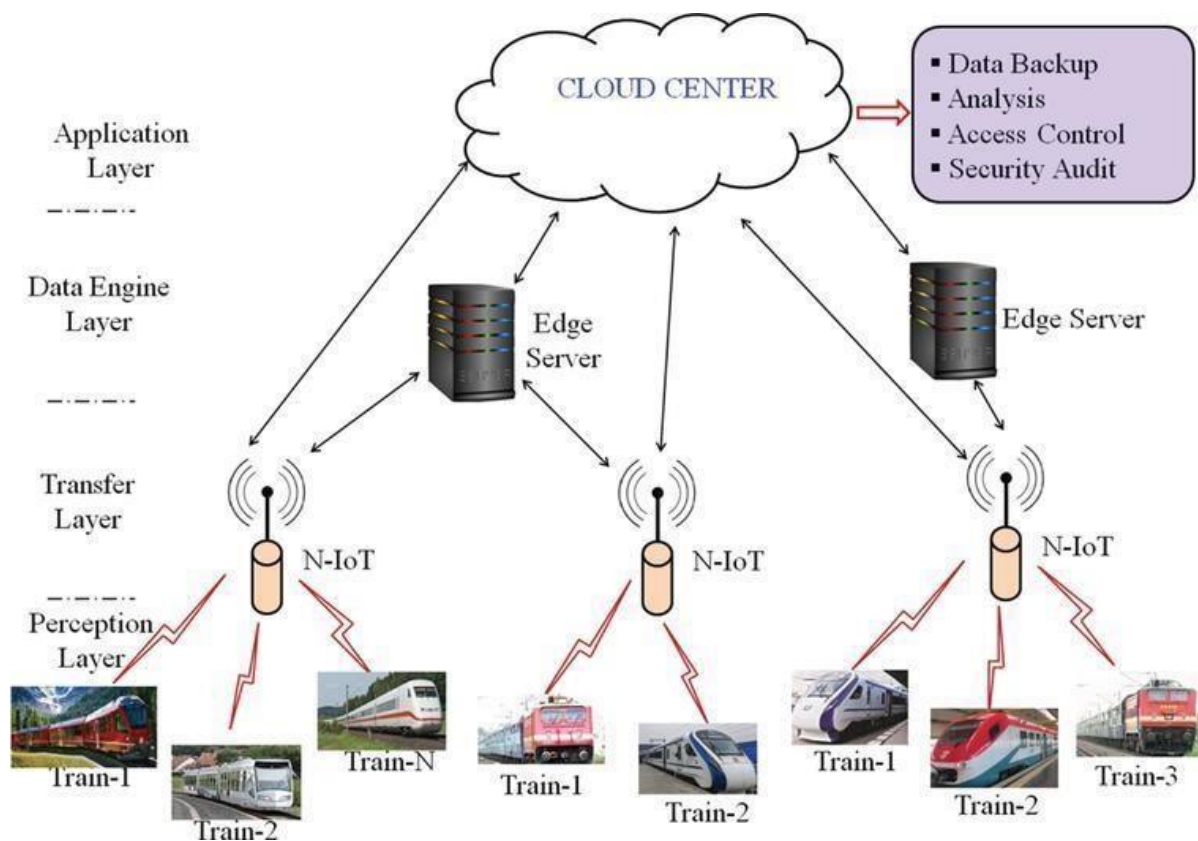 CLOUD CENTER
▪ Data Backup
▪ Analysis
▪ Access Control
▪ Security Audit
Application
Layer
Data Engine
Layer
Edge
Server
Edge Server
Transfer
Layer
N-IoT
N-IoT
N-IoT
Perception
Layer
Train-1
Train-2
Train-N
Train-1
Train-2
Train-1
Train-2
Train-3